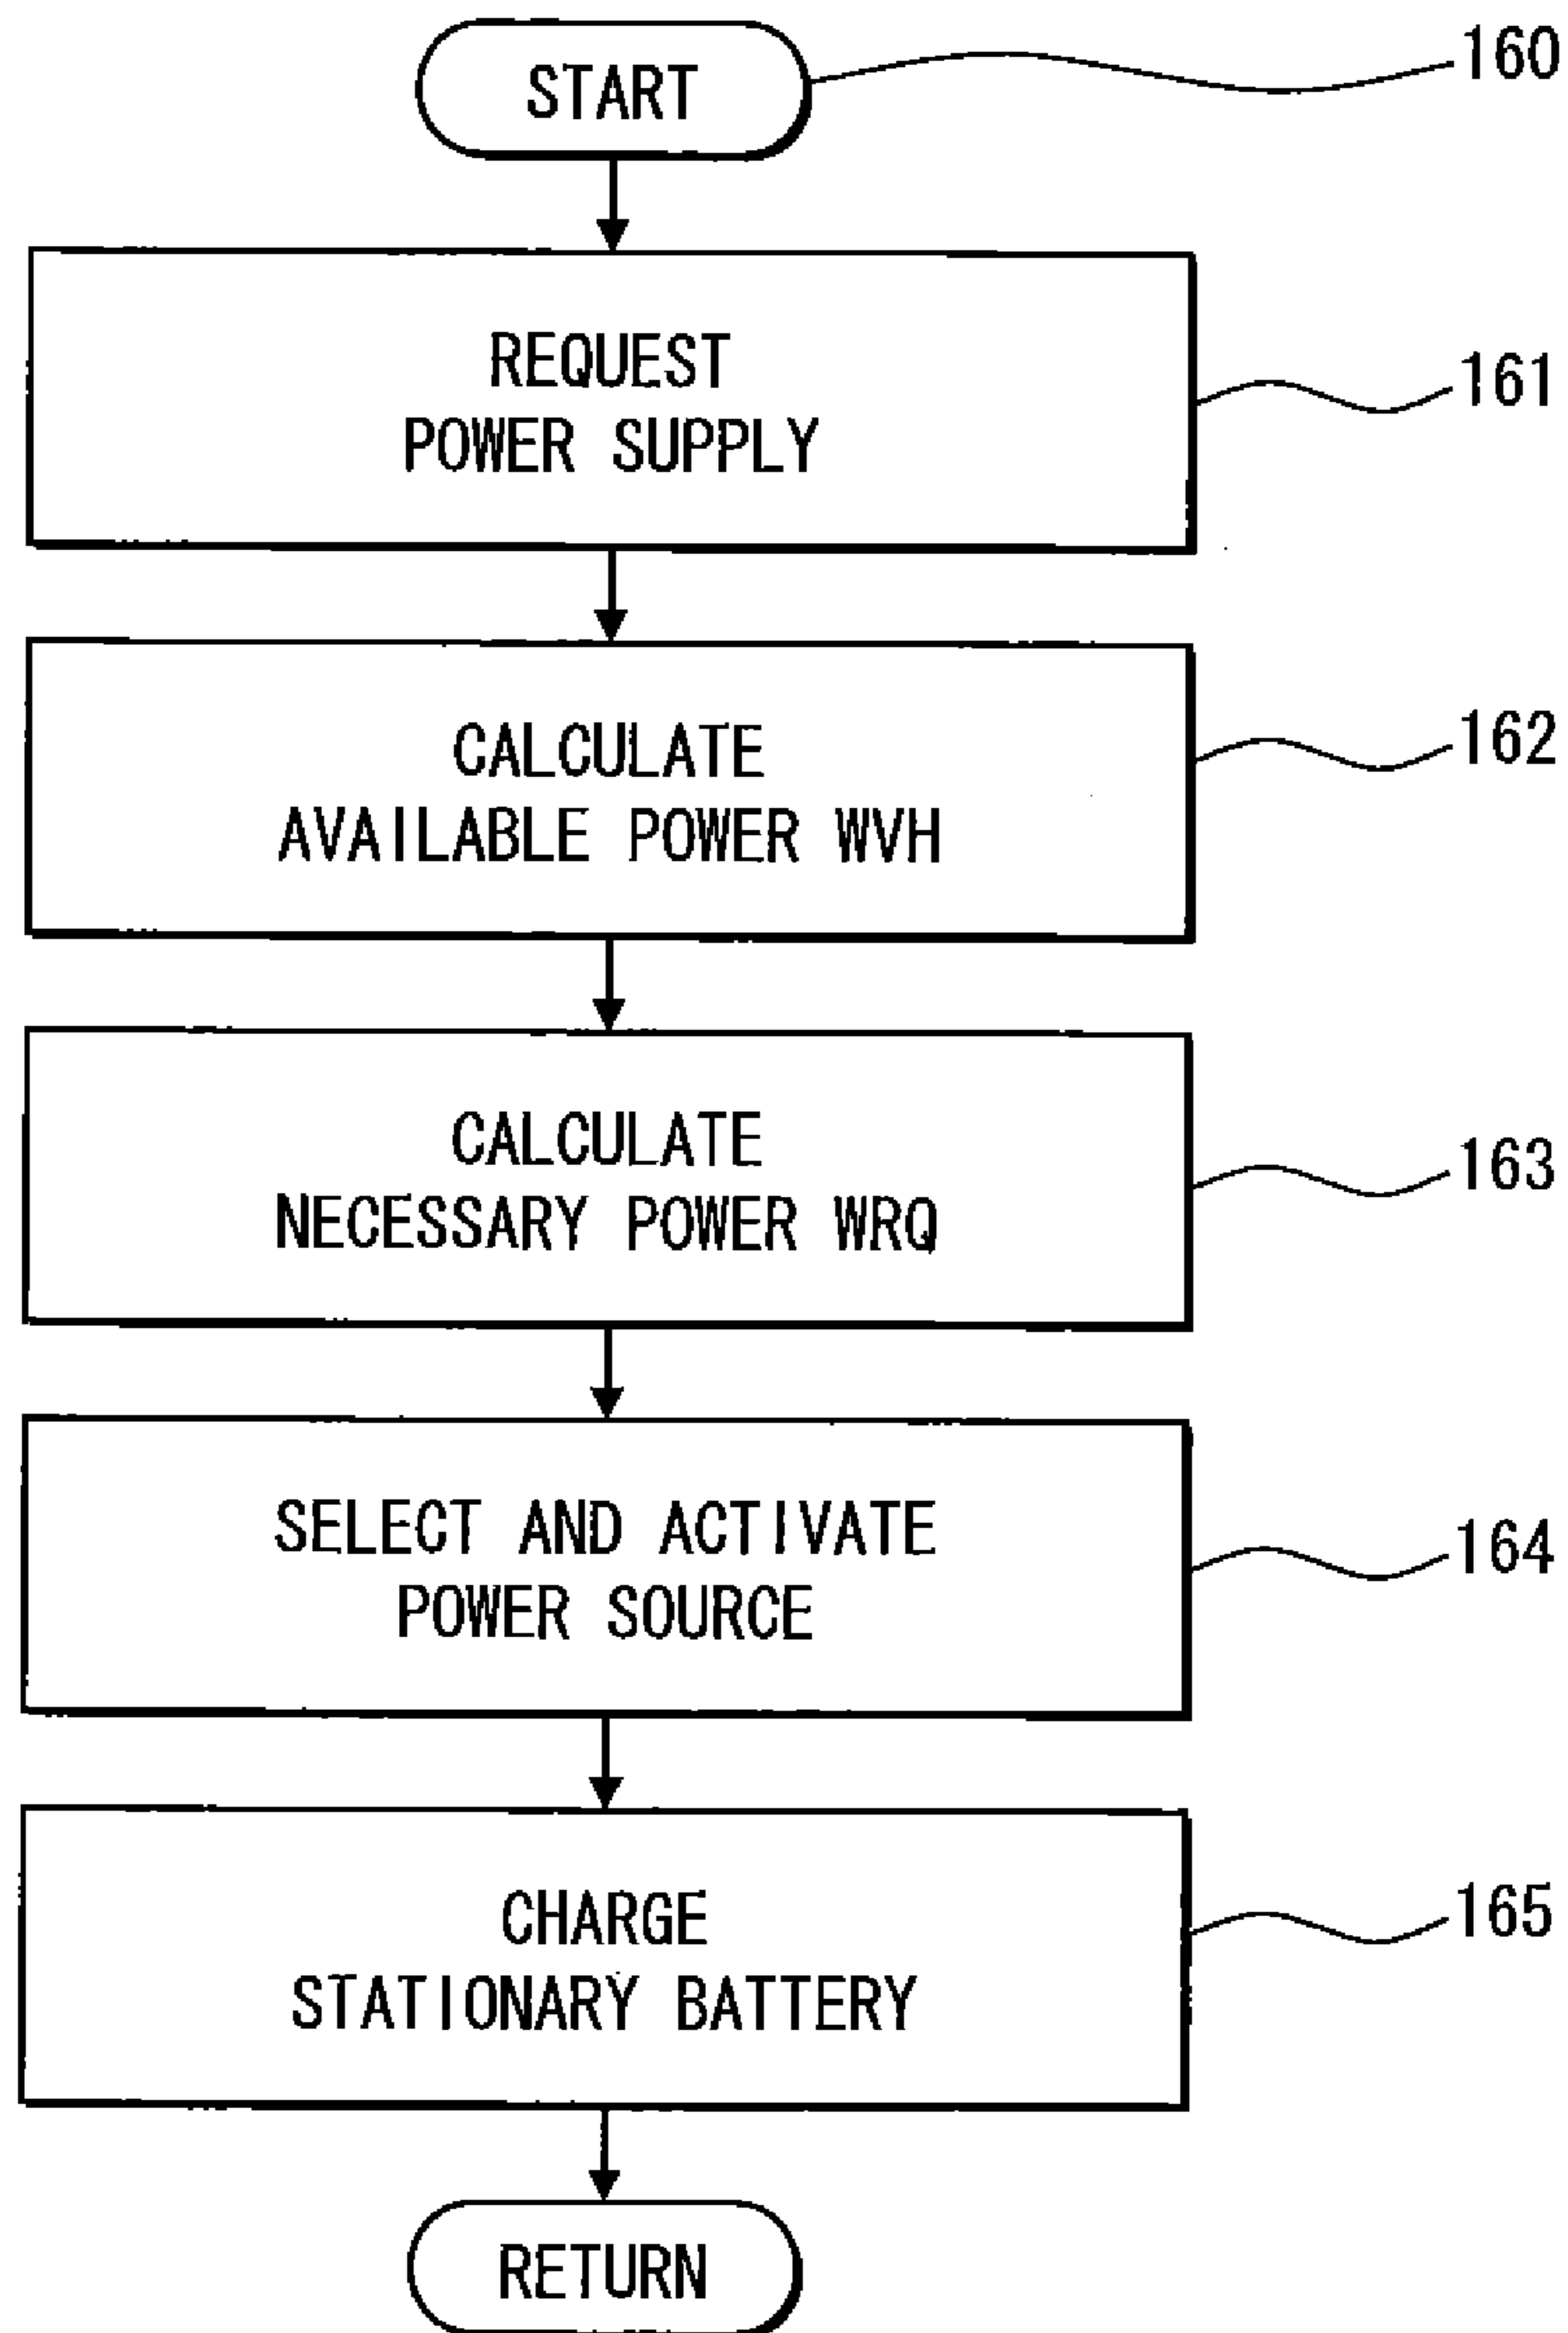 START
160
REQUEST
POWER SUPPLY
161
CALCULATE
AVAILABLE POWER WVH
162
CALCULATE
NECESSARY POWER WRQ
163
SELECT AND ACTIVATE
POWER SOURCE
164
CHARGE
STATIONARY BATTERY
165
RETURN